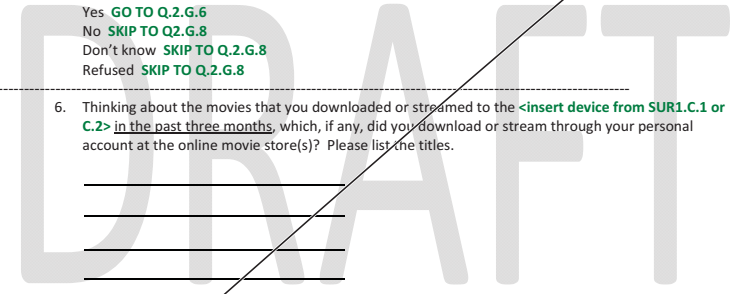 Yes GO TO Q.2.G.6
No SKIP TO Q2.G.8
Don't know SKIP TO Q.2.G.8
Refused SKIP TO Q.2.G.8
6. Thinking about the movies that you downloaded or streamed to the <insert device from SUR1.C.1 or
C.2> in the past three months, which, if any, did you download or stream through your personal
account at the online movie store(s)? Please list the titles.
DRAFT